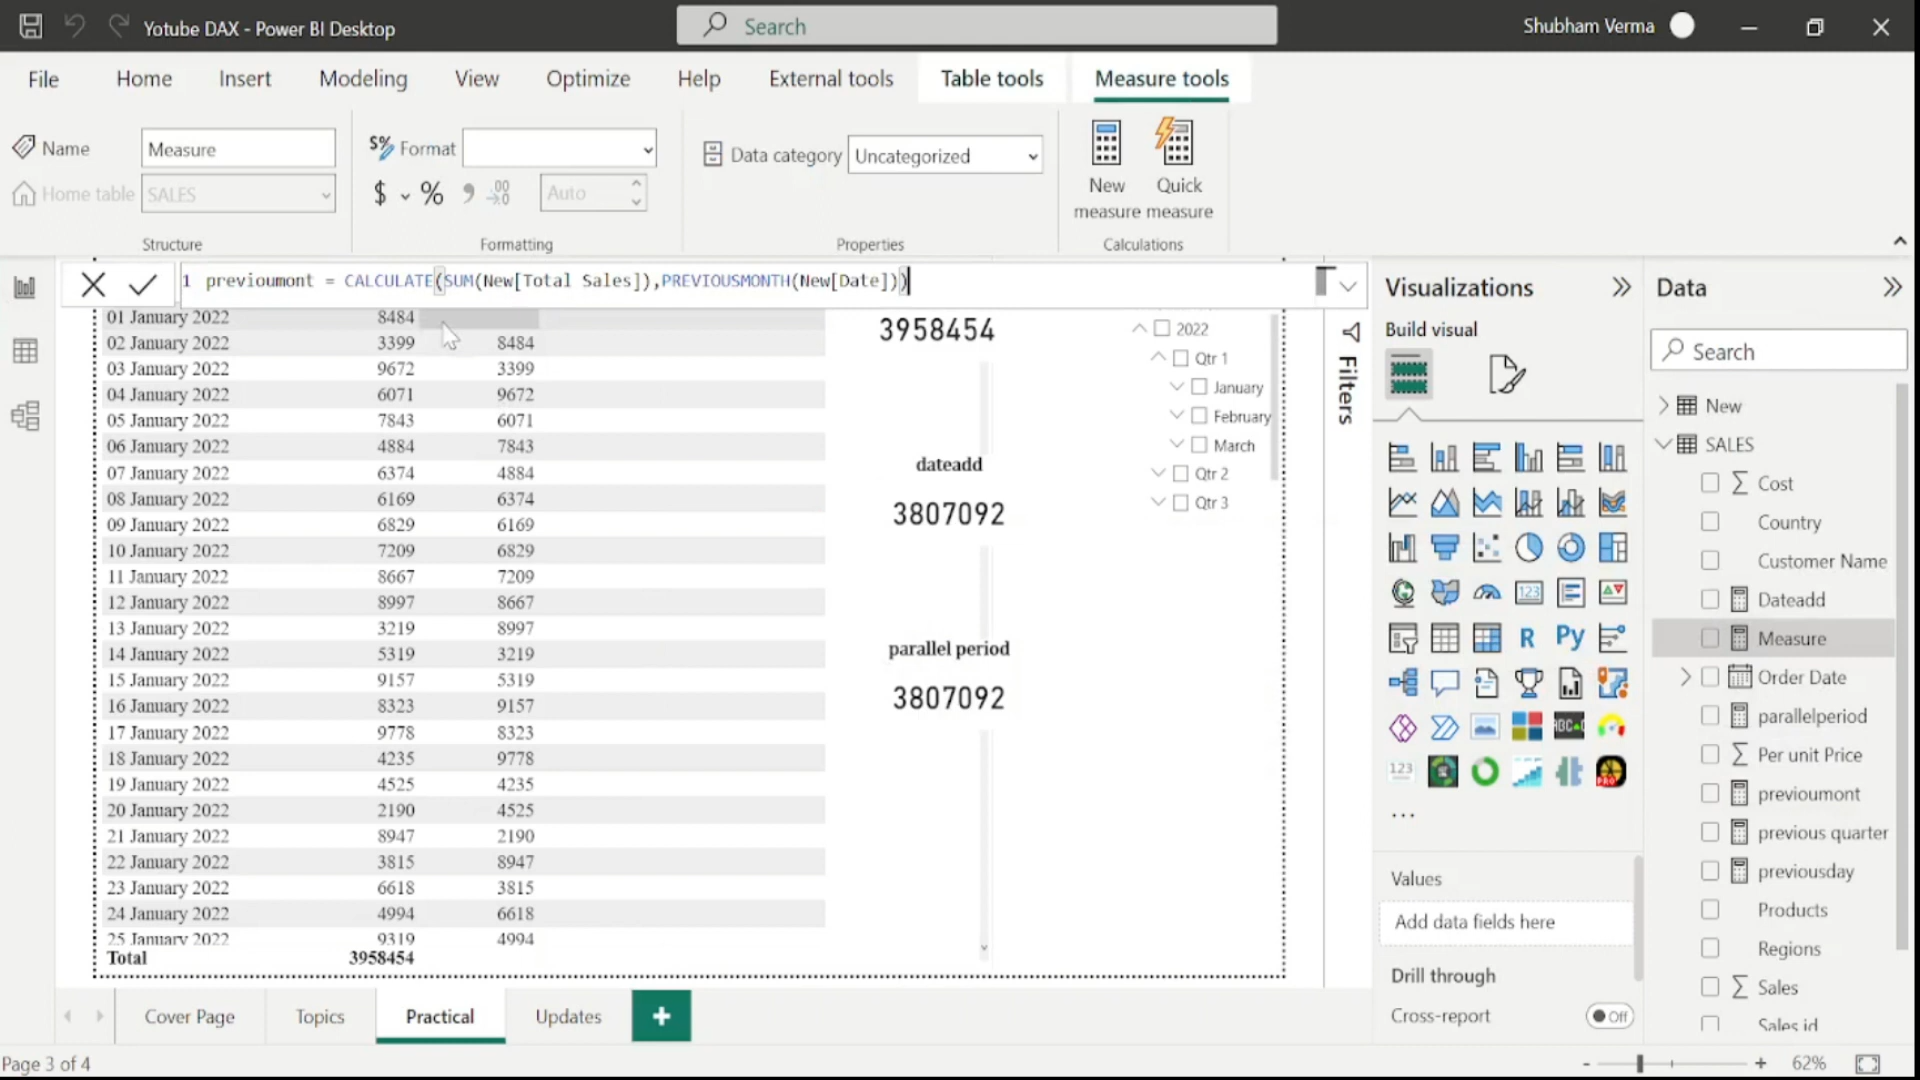 Yotube DAX - Power BI Desktop
Search
Shubham Verma
File Home Insert Modeling View Optimize Help External tools Table tools Measure tools
Name Measure
Home table SALES
Structure
$% Format
$ % 9 .00 →.0 Auto
Formatting
Data category Uncategorized
Properties
New measure
Quick measure
Calculations
1 previoumont = CALCULATE(SUM(New[Total Sales]),PREVIOUSMONTH(New[Date]))
01 January 2022 8484
02 January 2022 3399 8484
03 January 2022 9672 3399
04 January 2022 6071 9672
05 January 2022 7843 6071
06 January 2022 4884 7843
07 January 2022 6374 4884
08 January 2022 6169 6374
09 January 2022 6829 6169
10 January 2022 7209 6829
11 January 2022 8667 7209
12 January 2022 8997 8667
13 January 2022 3219 8997
14 January 2022 5319 3219
15 January 2022 9157 5319
16 January 2022 8323 9157
17 January 2022 9778 8323
18 January 2022 4235 9778
19 January 2022 4525 4235
20 January 2022 2190 4525
21 January 2022 8947 2190
22 January 2022 3815 8947
23 January 2022 6618 3815
24 January 2022 4994 6618
25 January 2022 9319 4994
Total 3958454
3958454
dateadd
3807092
parallel period
3807092
2022
Qtr 1
January
February
March
Qtr 2
Qtr 3
Filters
Visualizations
Build visual
123
R Py
ABC
123
PRO
...
Values
Add data fields here
Drill through
Cross-report Off
Data
Search
New
SALES
Cost
Country
Customer Name
Dateadd
Measure
Order Date
parallelperiod
Per unit Price
previoumont
previous quarter
previousday
Products
Regions
Sales
Sales id
Cover Page Topics Practical Updates +
Page 3 of 4
- + 62%